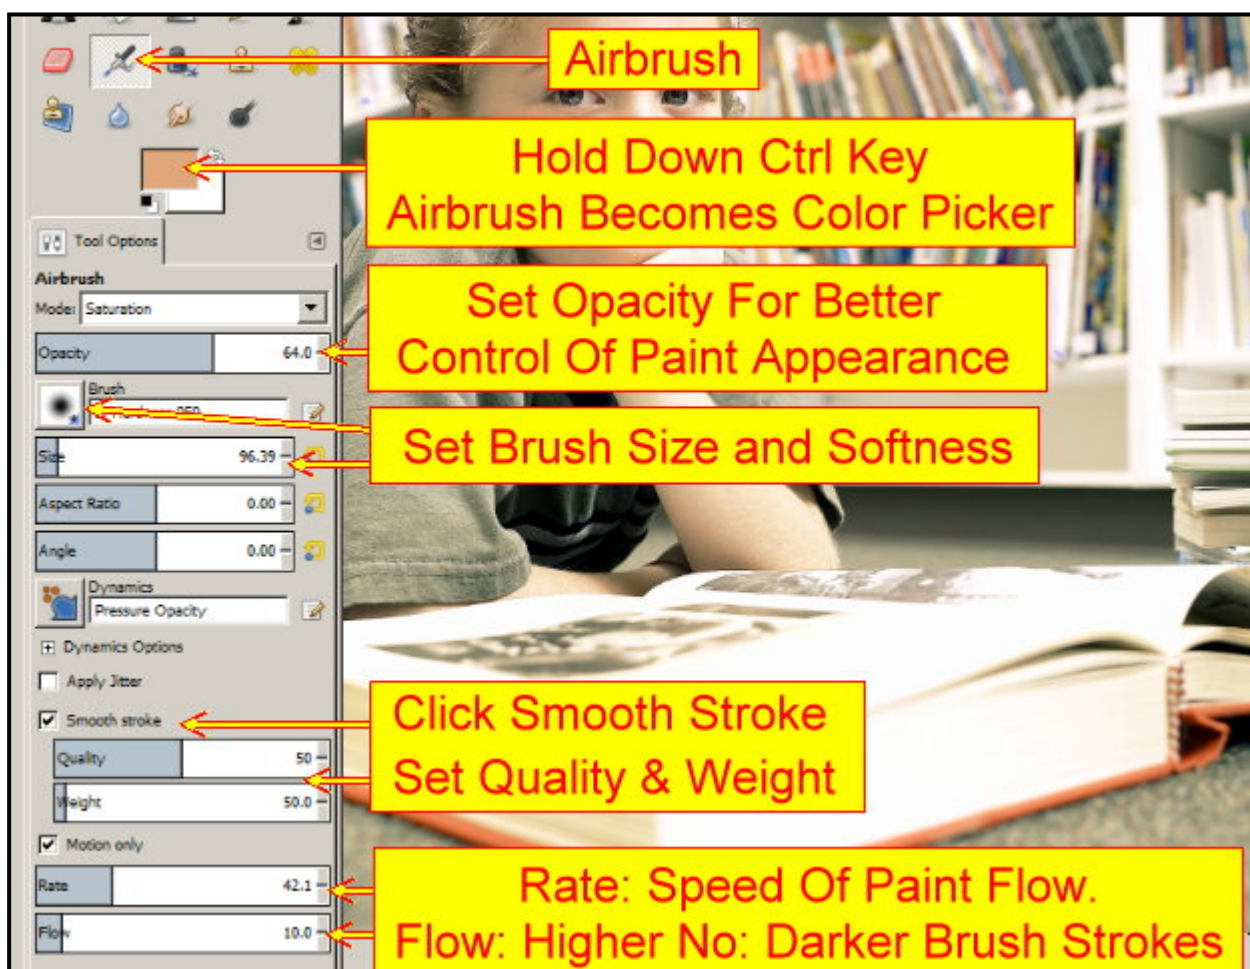 Airbrush
Hold Down Ctrl Key
Airbrush Becomes Color Picker
Tool Options
Airbrush
Mode: Saturation
Set Opacity For Better
Control Of Paint Appearance
Opacity 64.0
Brush
Set Brush Size and Softness
Size 96.39
Aspect Ratio 0.00
Angle 0.00
Dynamics
Pressure Opacity
Dynamics Options
Apply Jitter
Smooth stroke
Click Smooth Stroke
Set Quality & Weight
Quality 50
Weight 50.0
Motion only
Rate 42.1
Rate: Speed Of Paint Flow.
Flow: Higher No: Darker Brush Strokes
Flow 10.0